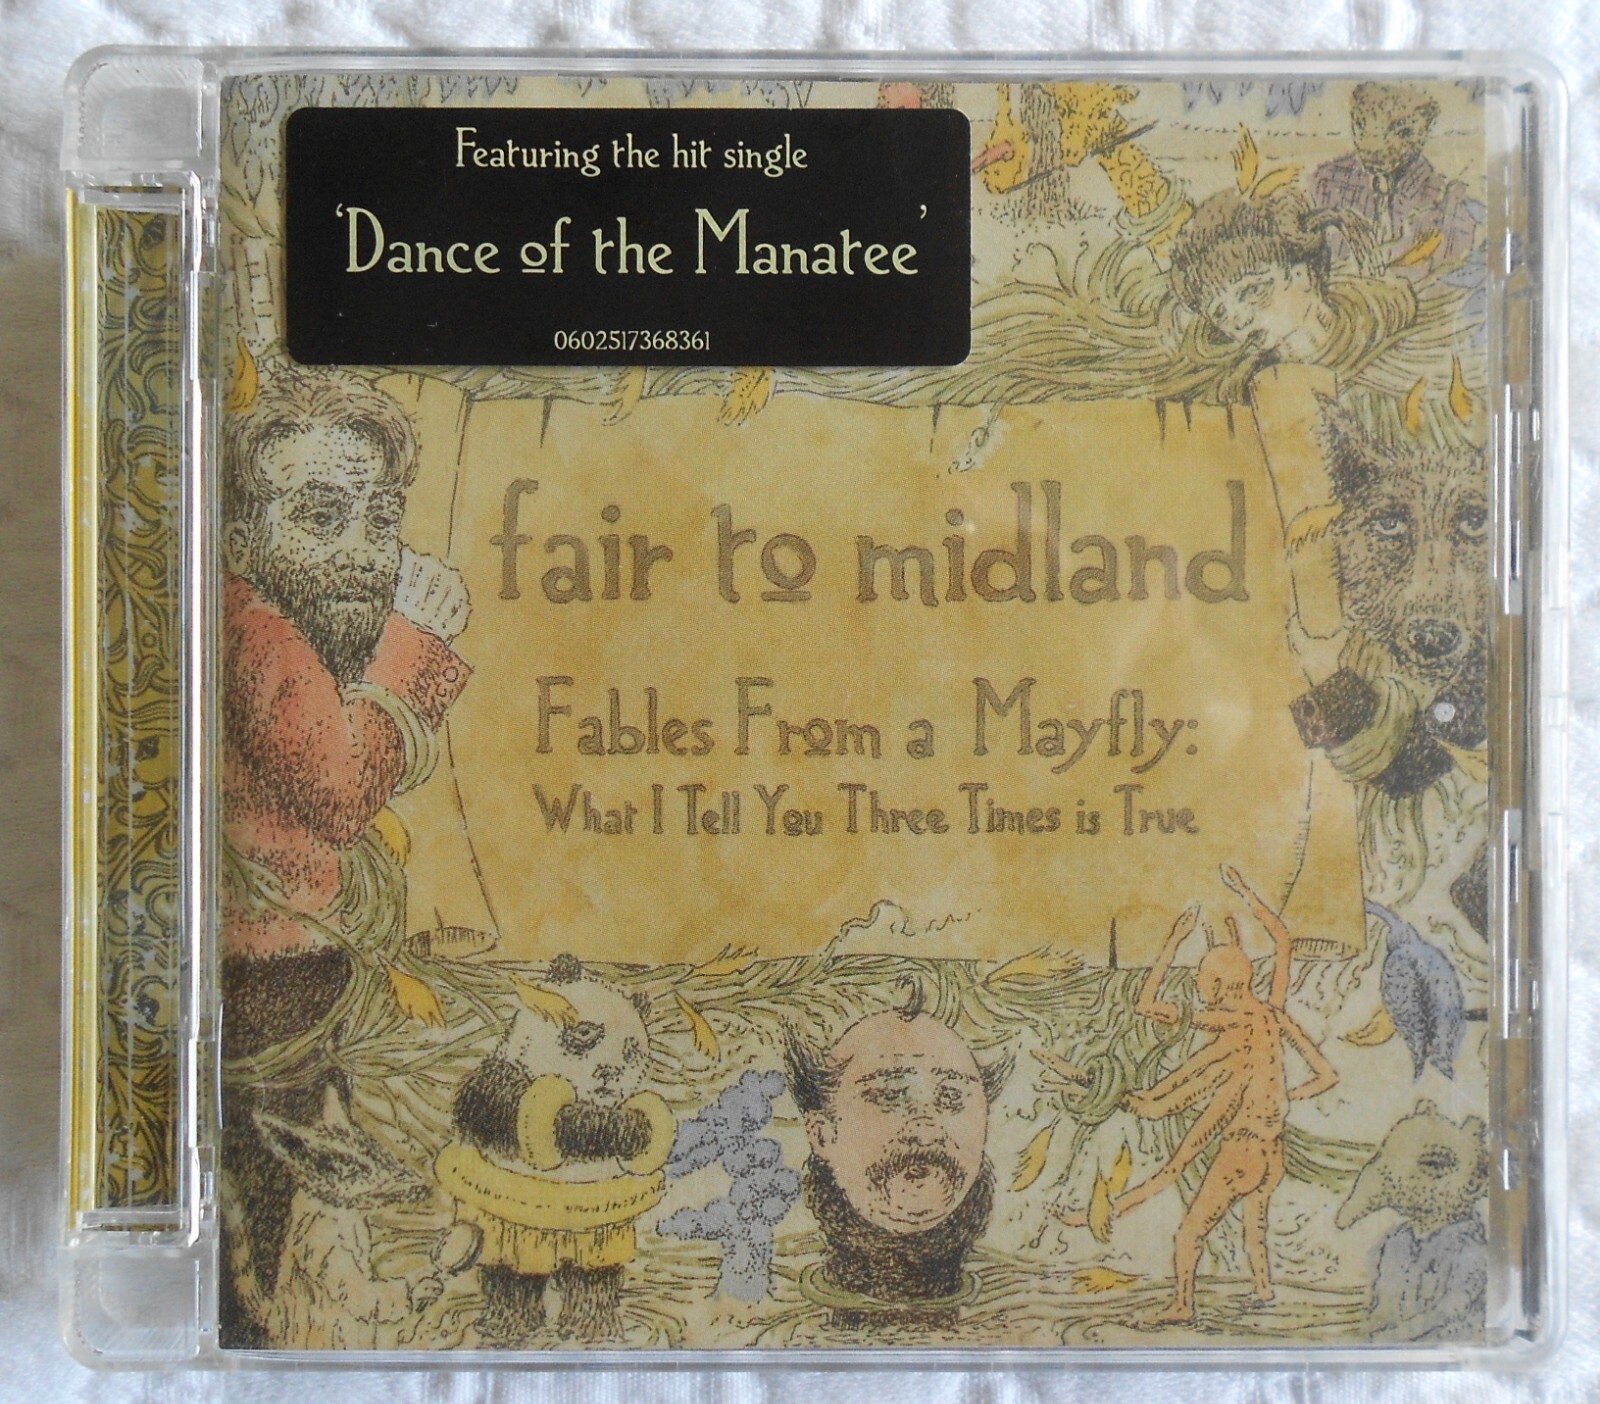 Featuring the hit single
'Dance of the Manatee'
0602517368361
fair to midland
Fables From a Mayfly:
What I Tell You Three Times is True